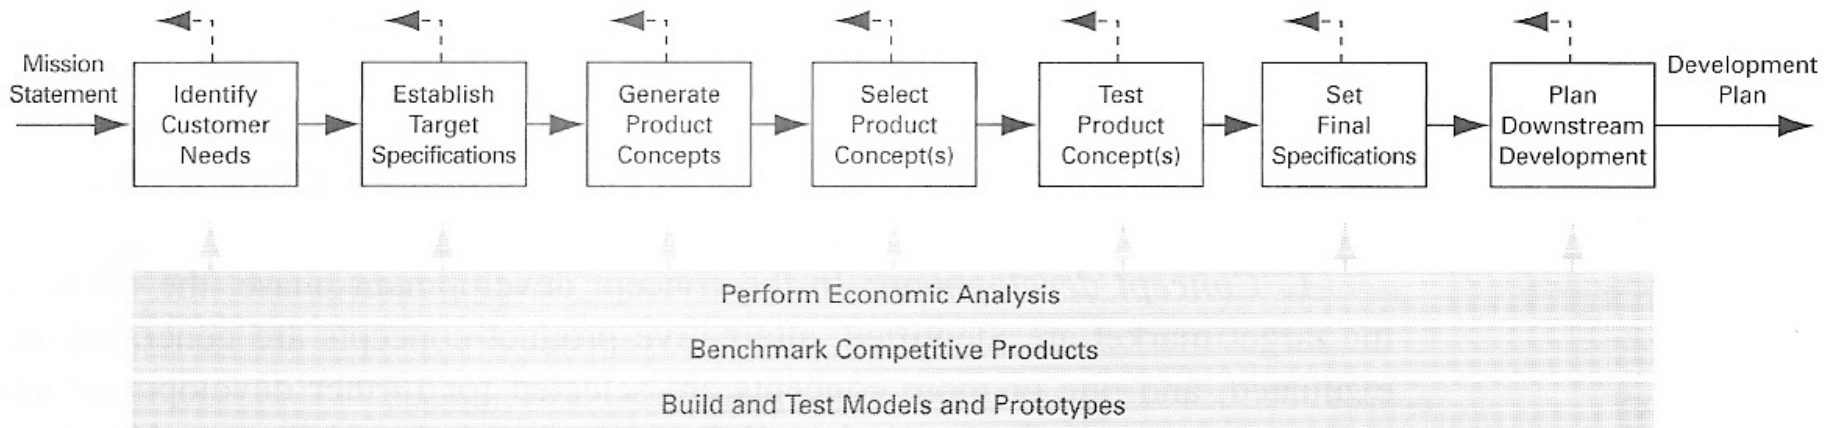 Mission
Statement
Identify
Customer
Needs
Establish
Target
Specifications
Generate
Product
Concepts
Select
Product
Concept(s)
Test
Product
Concept(s)
Set
Final
Specifications
Plan
Downstream
Development
Development
Plan
Perform Economic Analysis
Benchmark Competitive Products
Build and Test Models and Prototypes